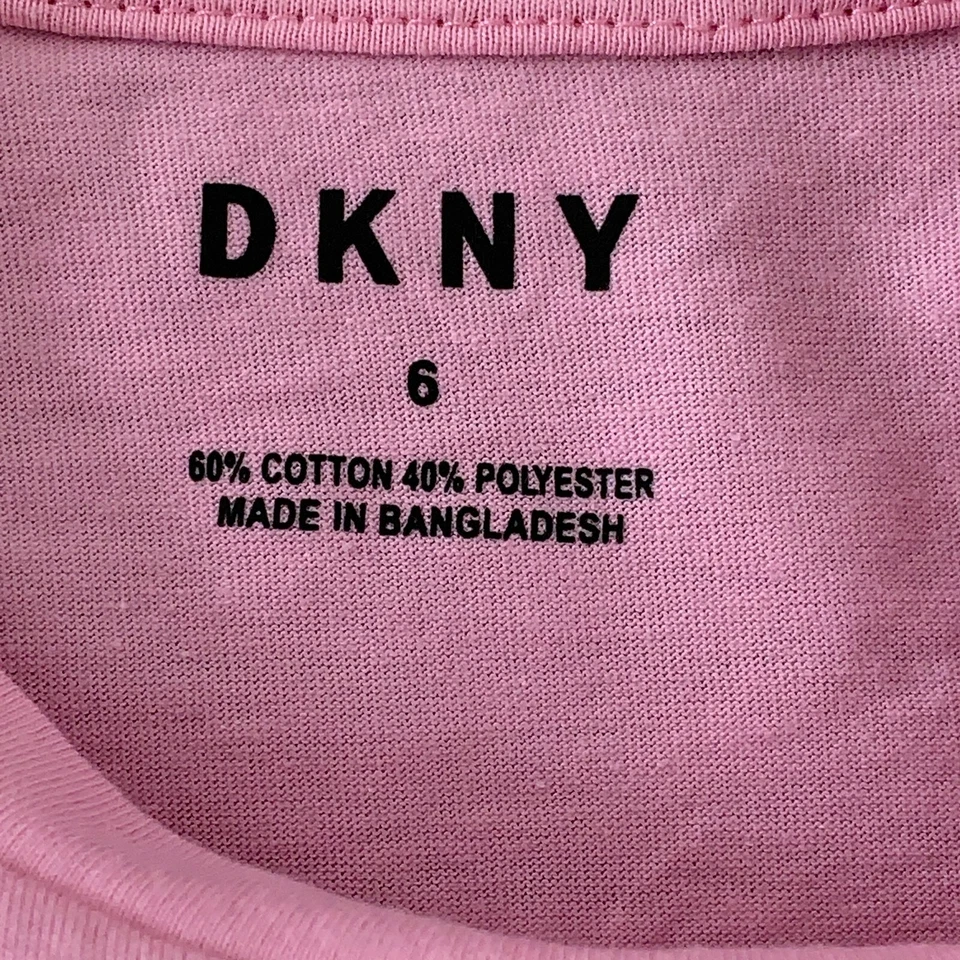 DKNY
6
60% COTTON 40% POLYESTER
MADE IN BANGLADESH